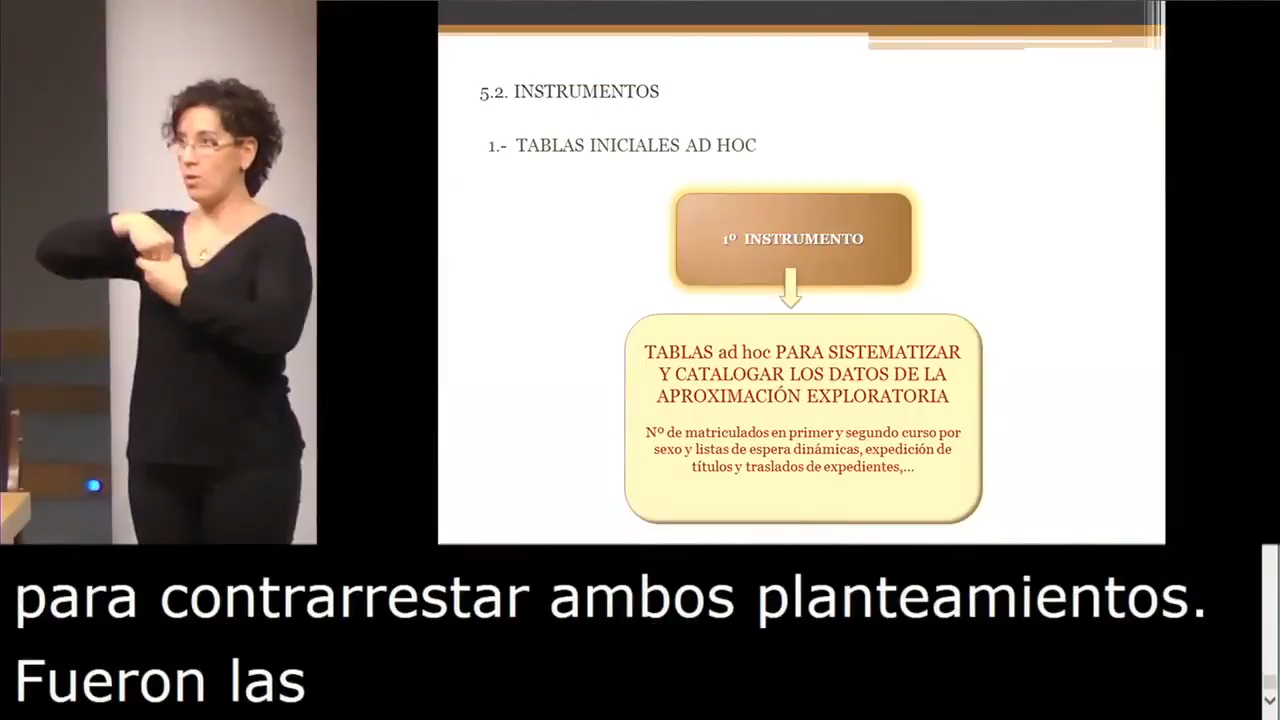 5.2. INSTRUMENTOS
1.- TABLAS INICIALES AD HOC
1º INSTRUMENTO
TABLAS ad hoc PARA SISTEMATIZAR
Y CATALOGAR LOS DATOS DE LA
APROXIMACIÓN EXPLORATORIA
Nº de matriculados en primer y segundo curso por
sexo y listas de espera dinámicas, expedición de
títulos y traslados de expedientes,...
para contrarrestar ambos planteamientos.
Fueron las